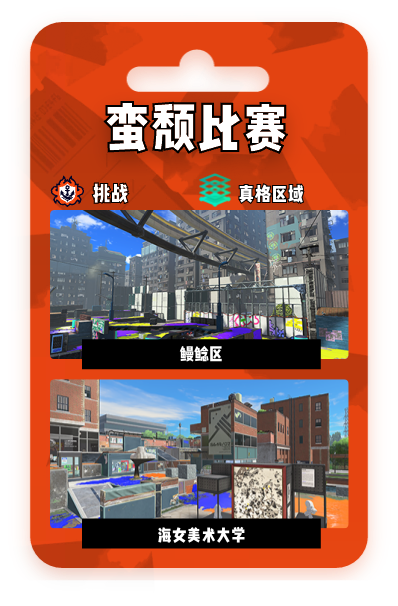 蛮颓比赛
挑战
真格区域
鳗鲶区
海女美术大学